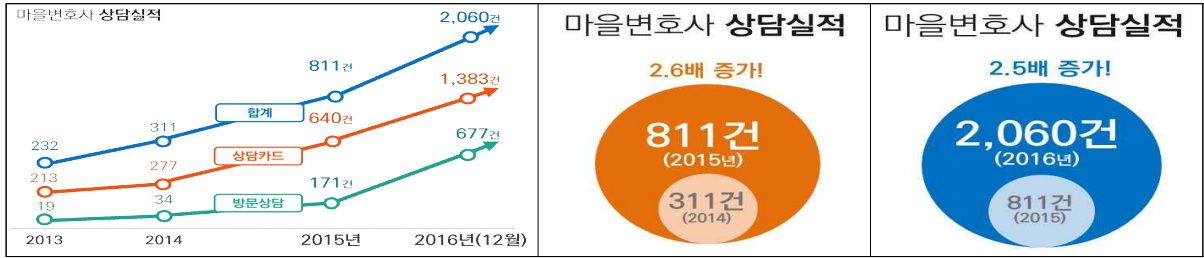 마을변호사 상담실적
2,060건
811건
1,383건
합계
640건
677건
311
232
상담카드
277
213
171건
방문상담
34
19
2013
2014
2015년
2016년(12월)
마을변호사 상담실적
2.6배 증가!
811건
(2015년)
311건
(2014)
마을변호사 상담실적
2.5배 증가!
2,060건
(2016년)
811건
(2015)